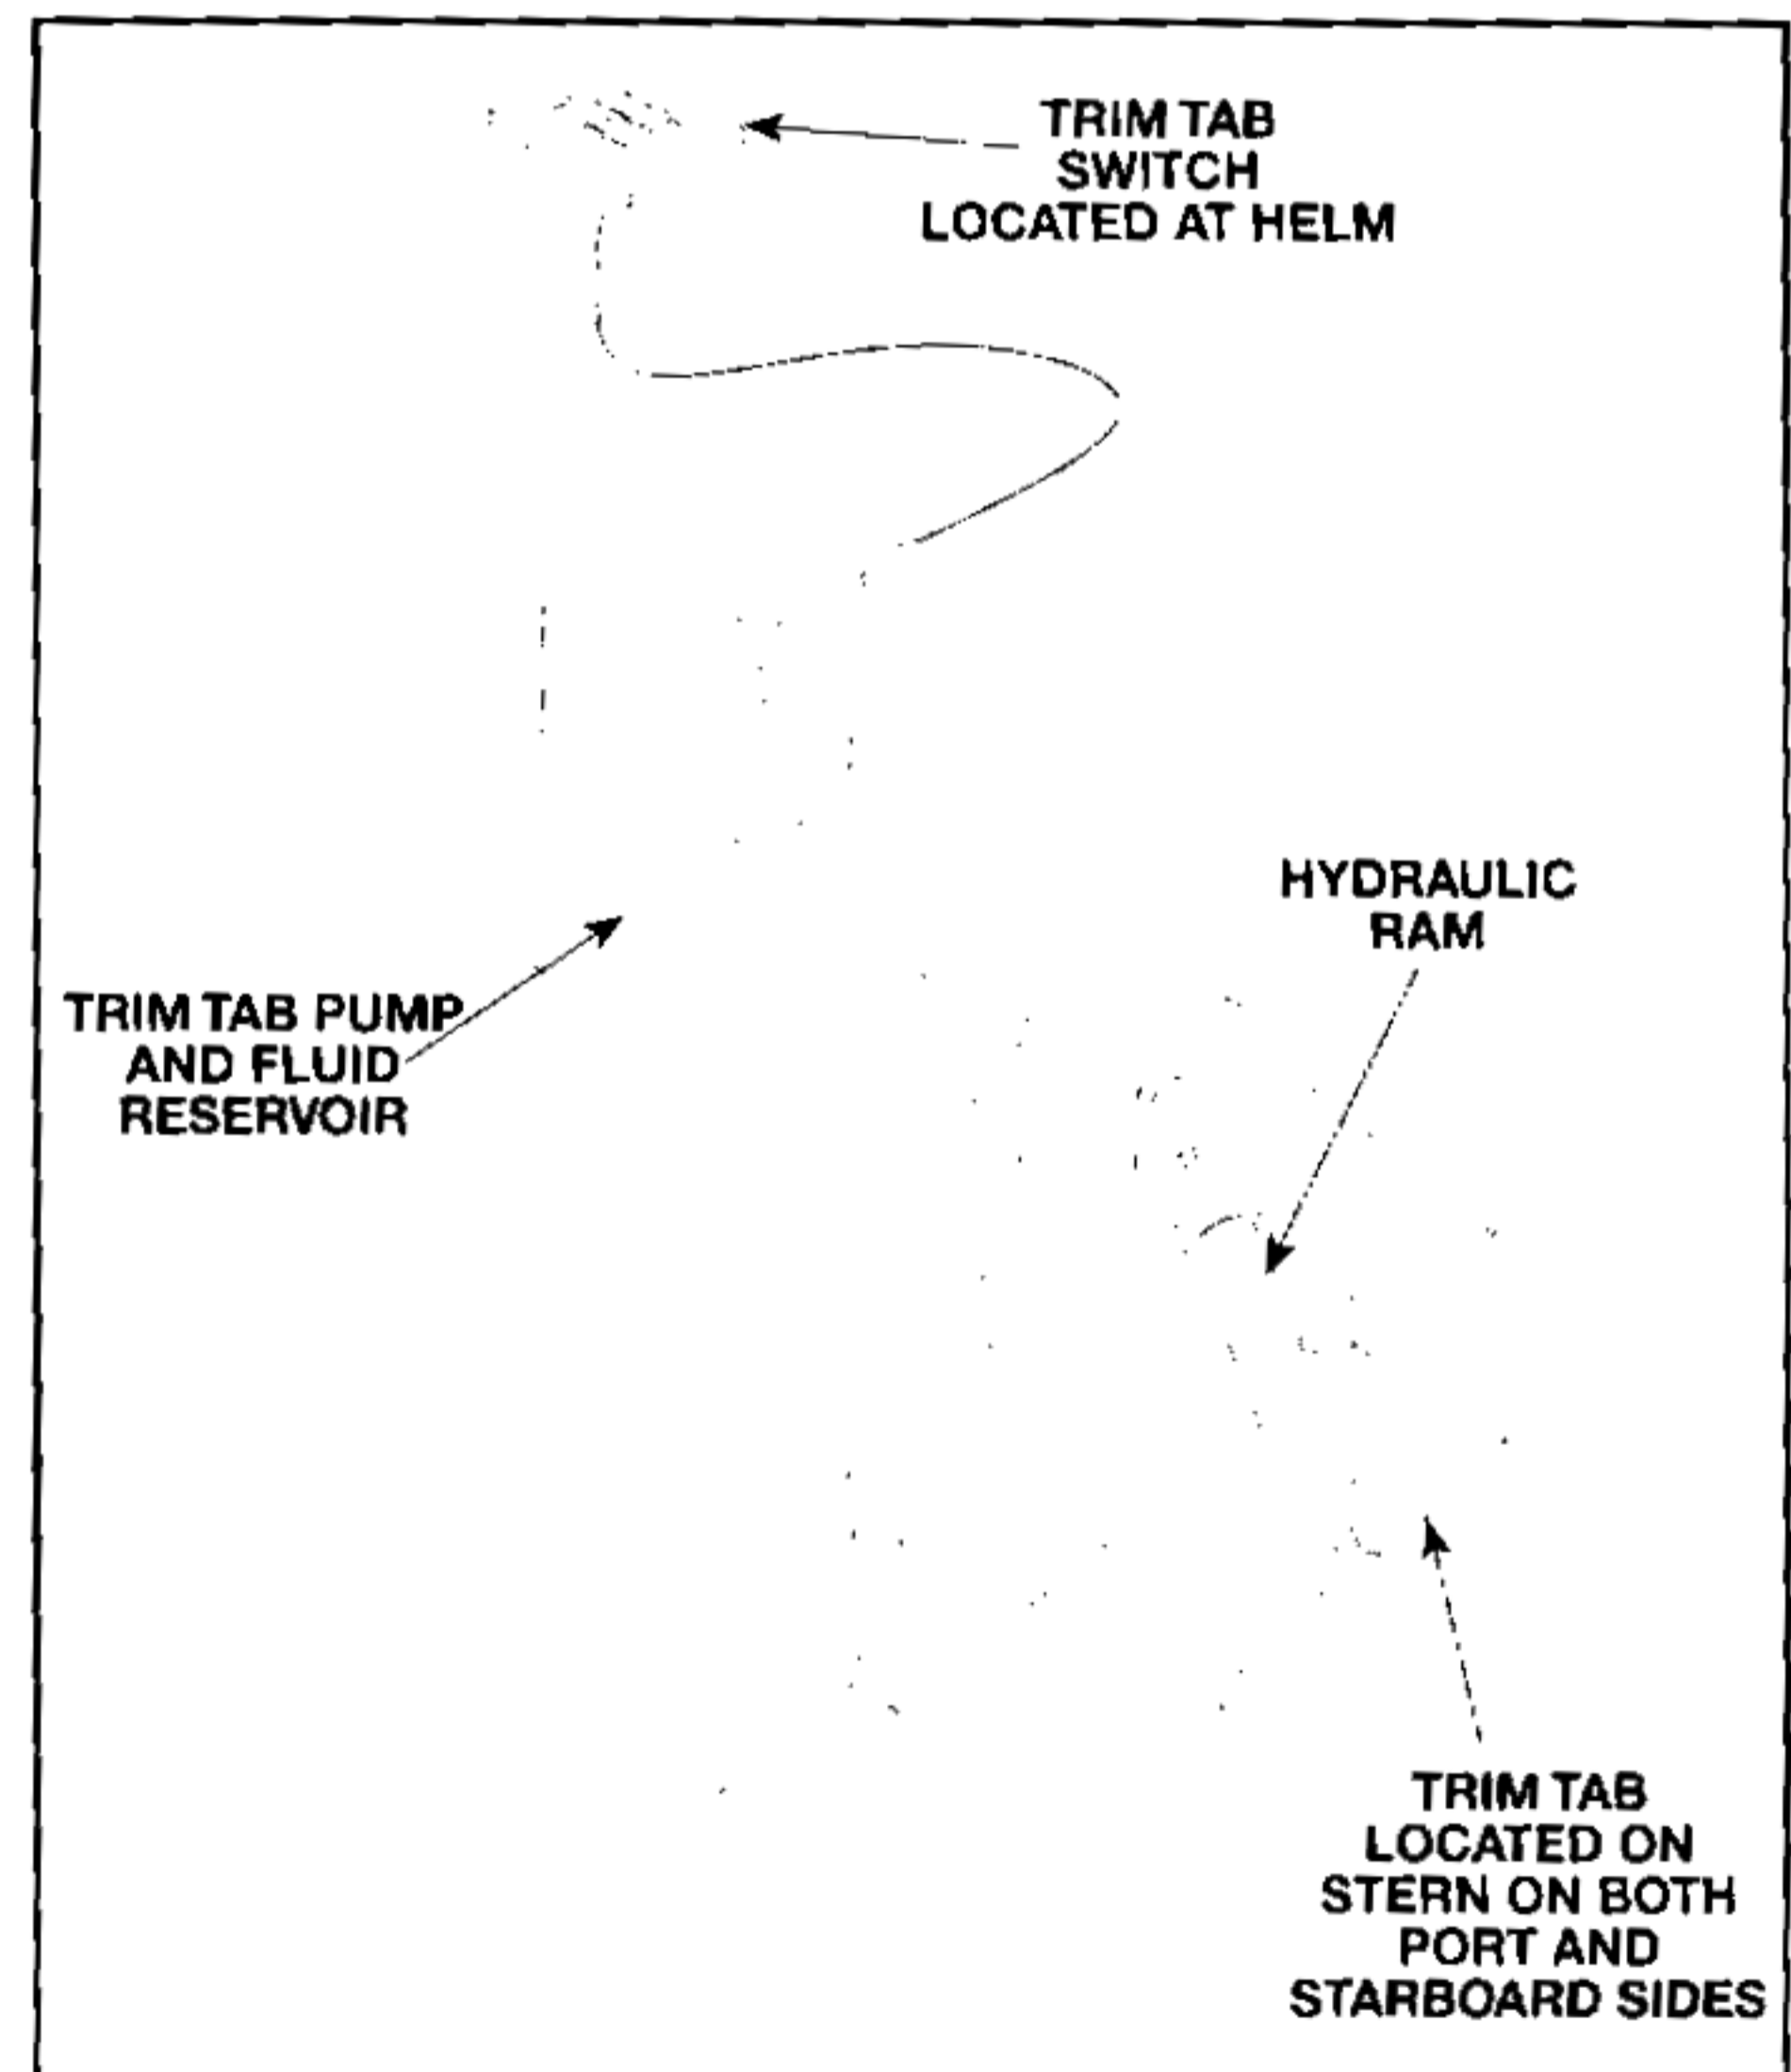 TRIM TAB
SWITCH
LOCATED AT HELM
HYDRAULIC
RAM
TRIM TAB PUMP
AND FLUID
RESERVOIR
TRIM TAB
LOCATED ON
STERN ON BOTH
PORT AND
STARBOARD SIDES